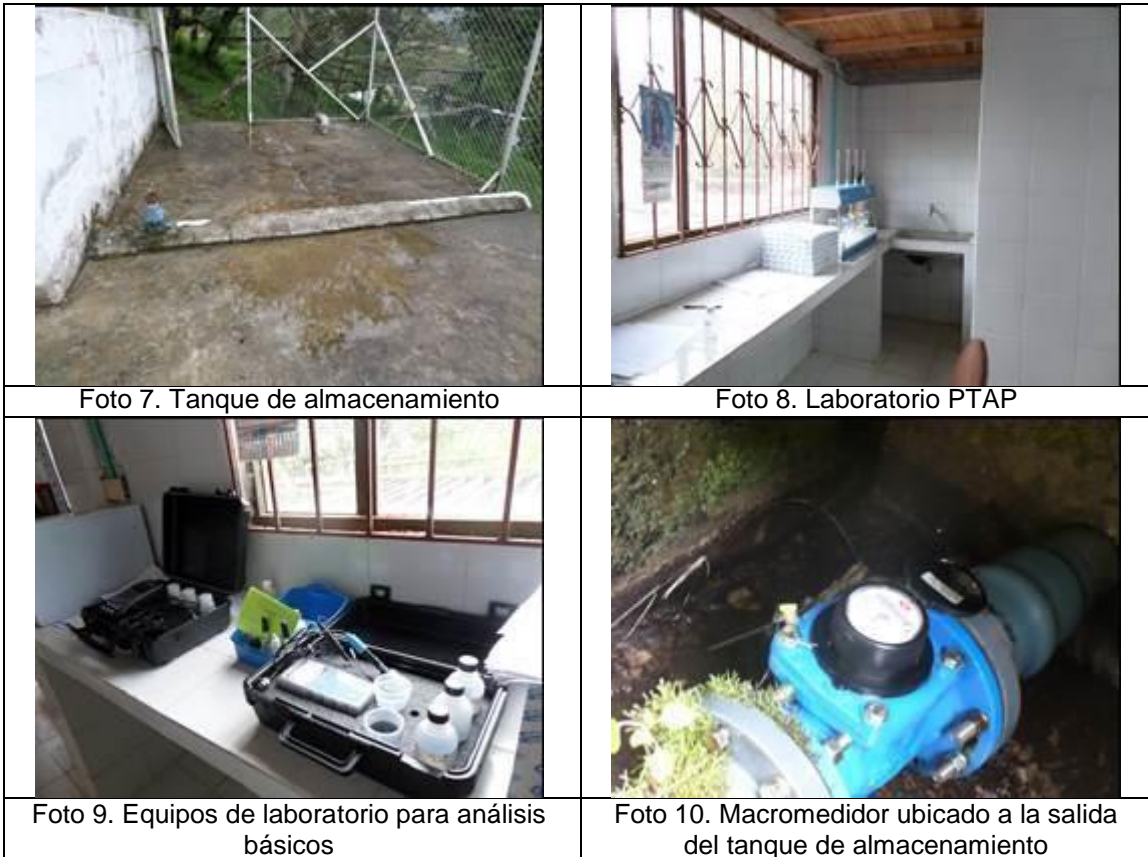 Foto 7. Tanque de almacenamiento
Foto 8. Laboratorio PTAP
Foto 9. Equipos de laboratorio para análisis
básicos
Foto 10. Macromedidor ubicado a la salida
del tanque de almacenamiento